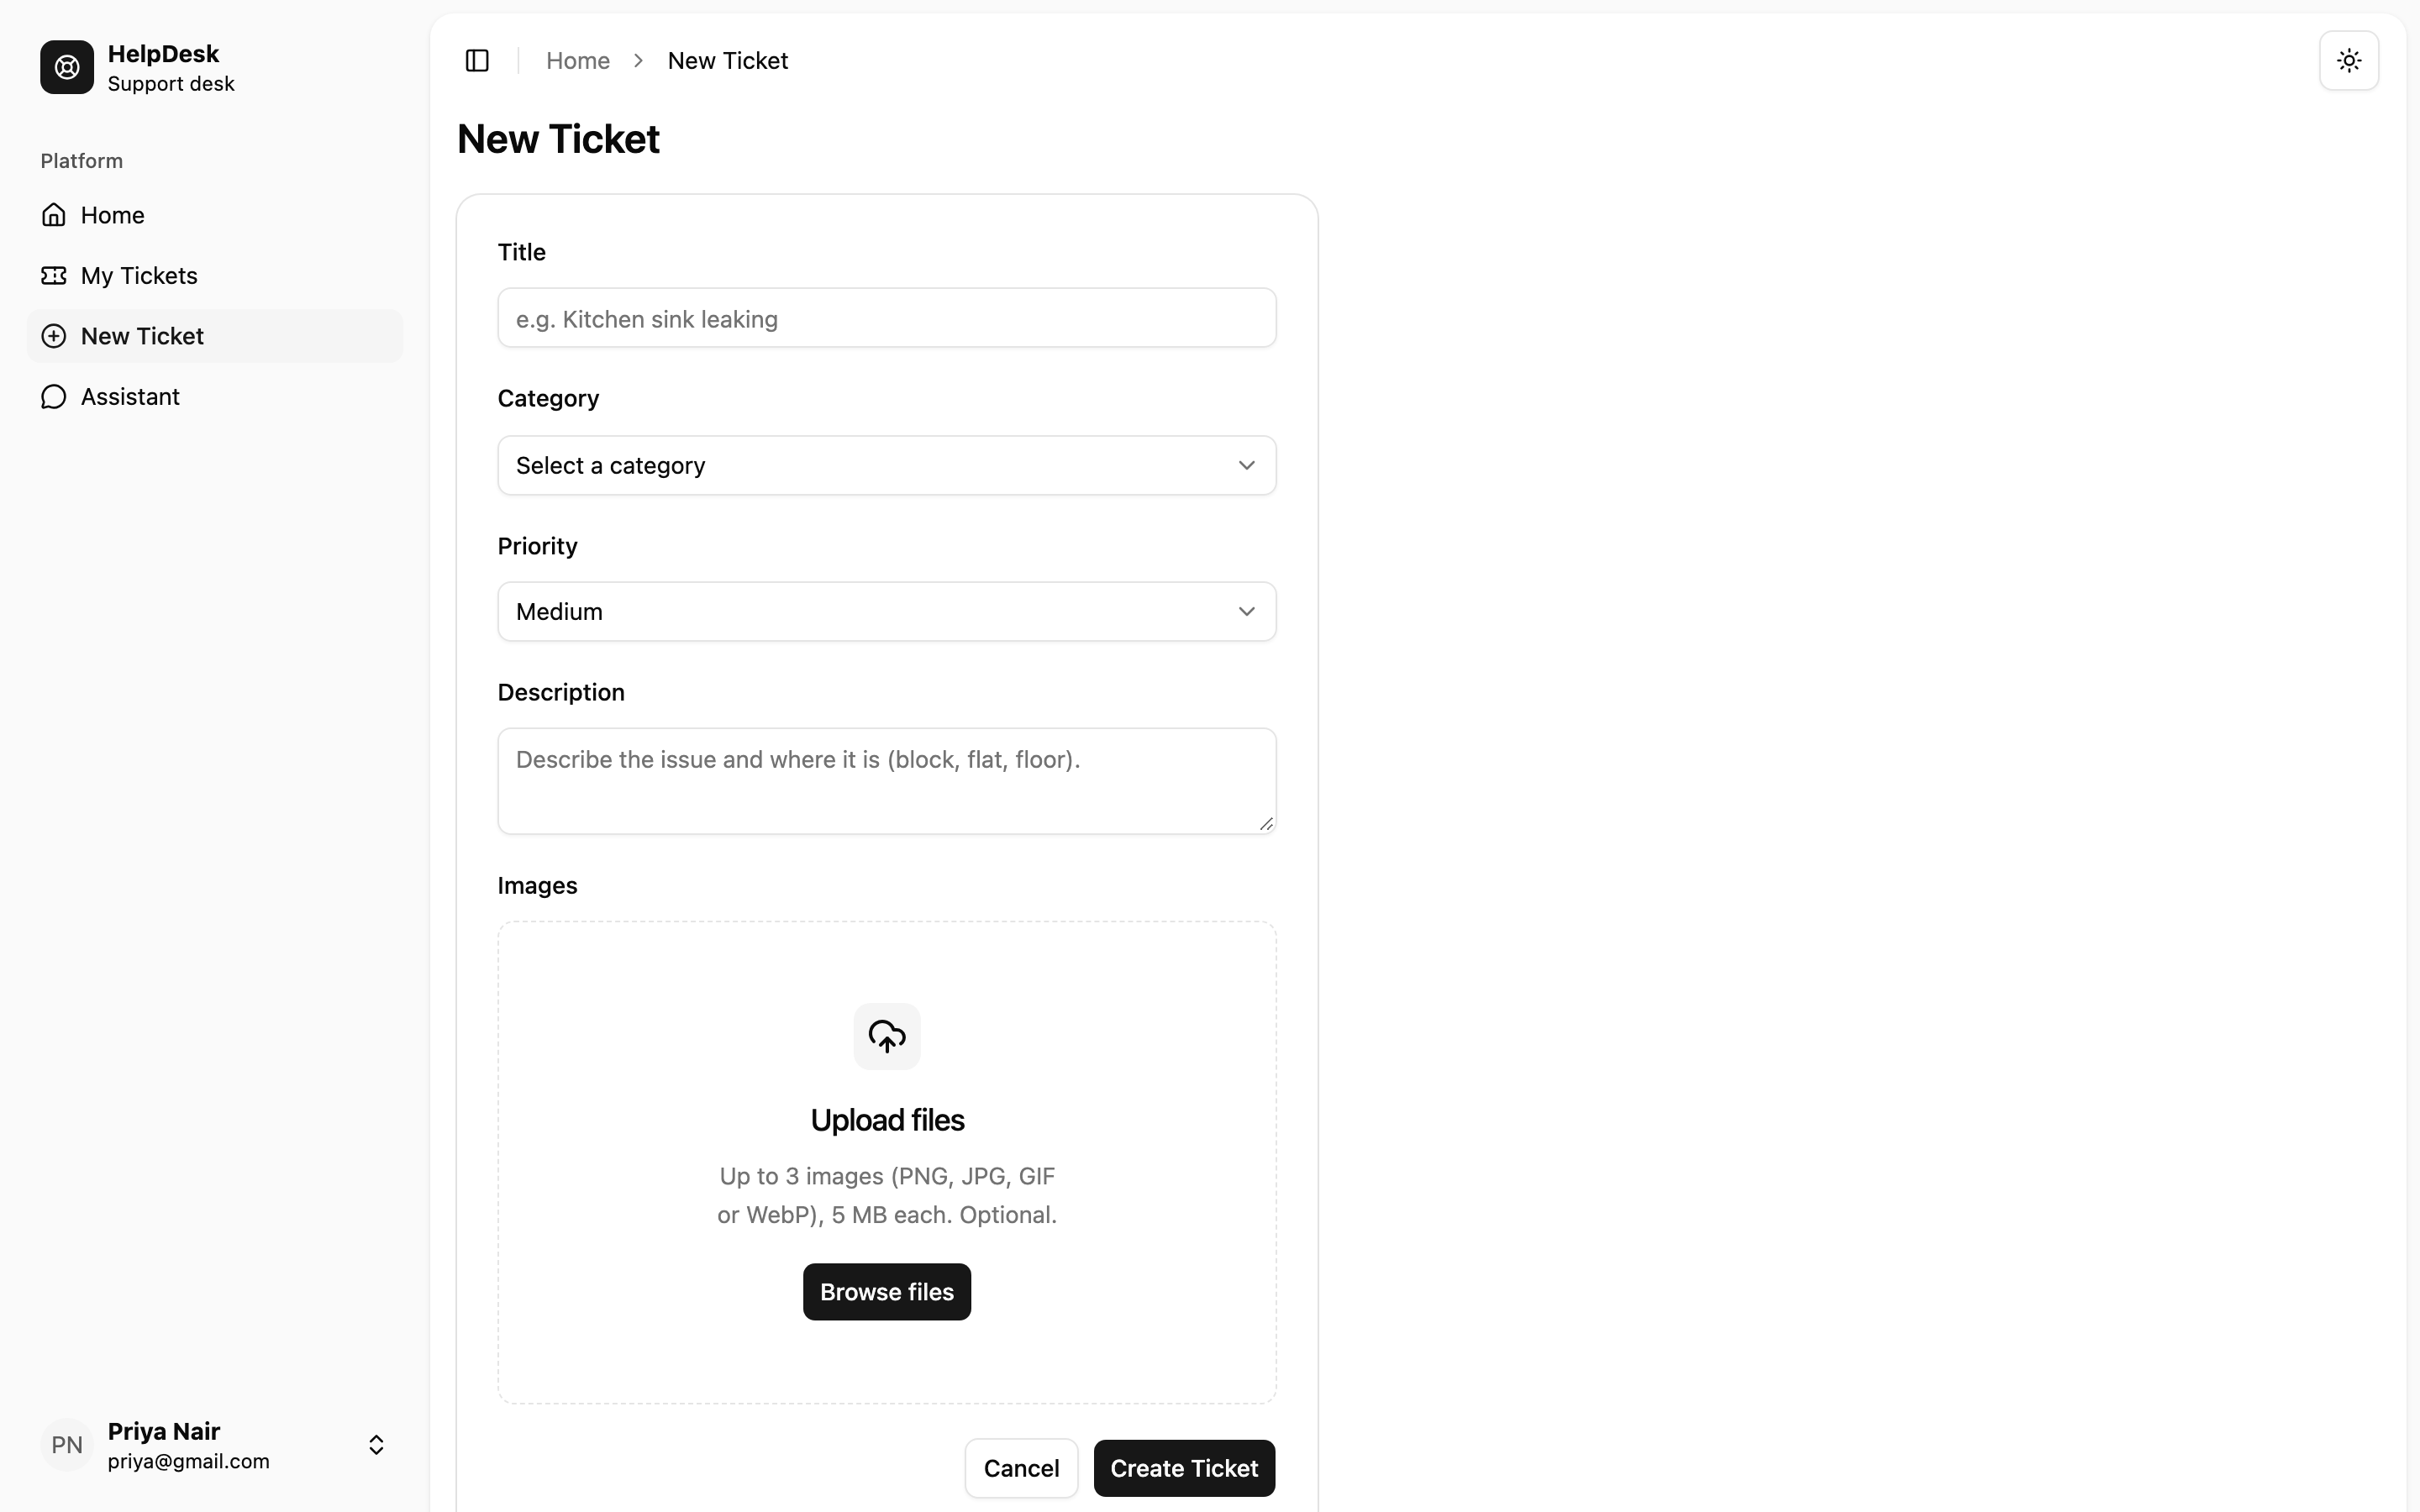 HelpDesk
Support desk
Platform
Home
My Tickets
New Ticket
Assistant
PN
Priya Nair
priya@gmail.com
Home
New Ticket
New Ticket
Title
e.g. Kitchen sink leaking
Category
Select a category
Priority
Medium
Description
Describe the issue and where it is (block, flat, floor).
Images
Upload files
Up to 3 images (PNG, JPG, GIF
or WebP), 5 MB each. Optional.
Browse files
Cancel
Create Ticket